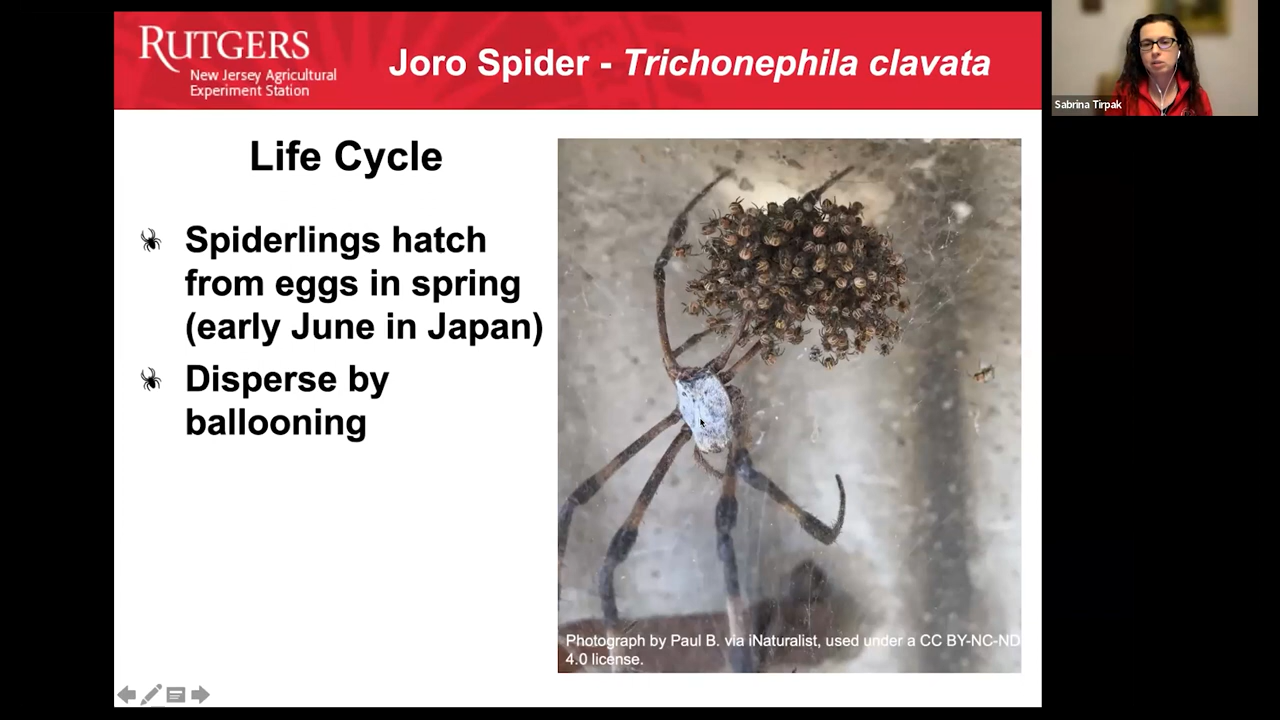 RUTGERS
New Jersey Agricultural
Experiment Station
Joro Spider - Trichonephila clavata
Sabrina Tirpak
Life Cycle
Spiderlings hatch
from eggs in spring
(early June in Japan)
Disperse by
ballooning
Photograph by Paul B. via iNaturalist, used under a CC BY-NC-ND
4.0 license.